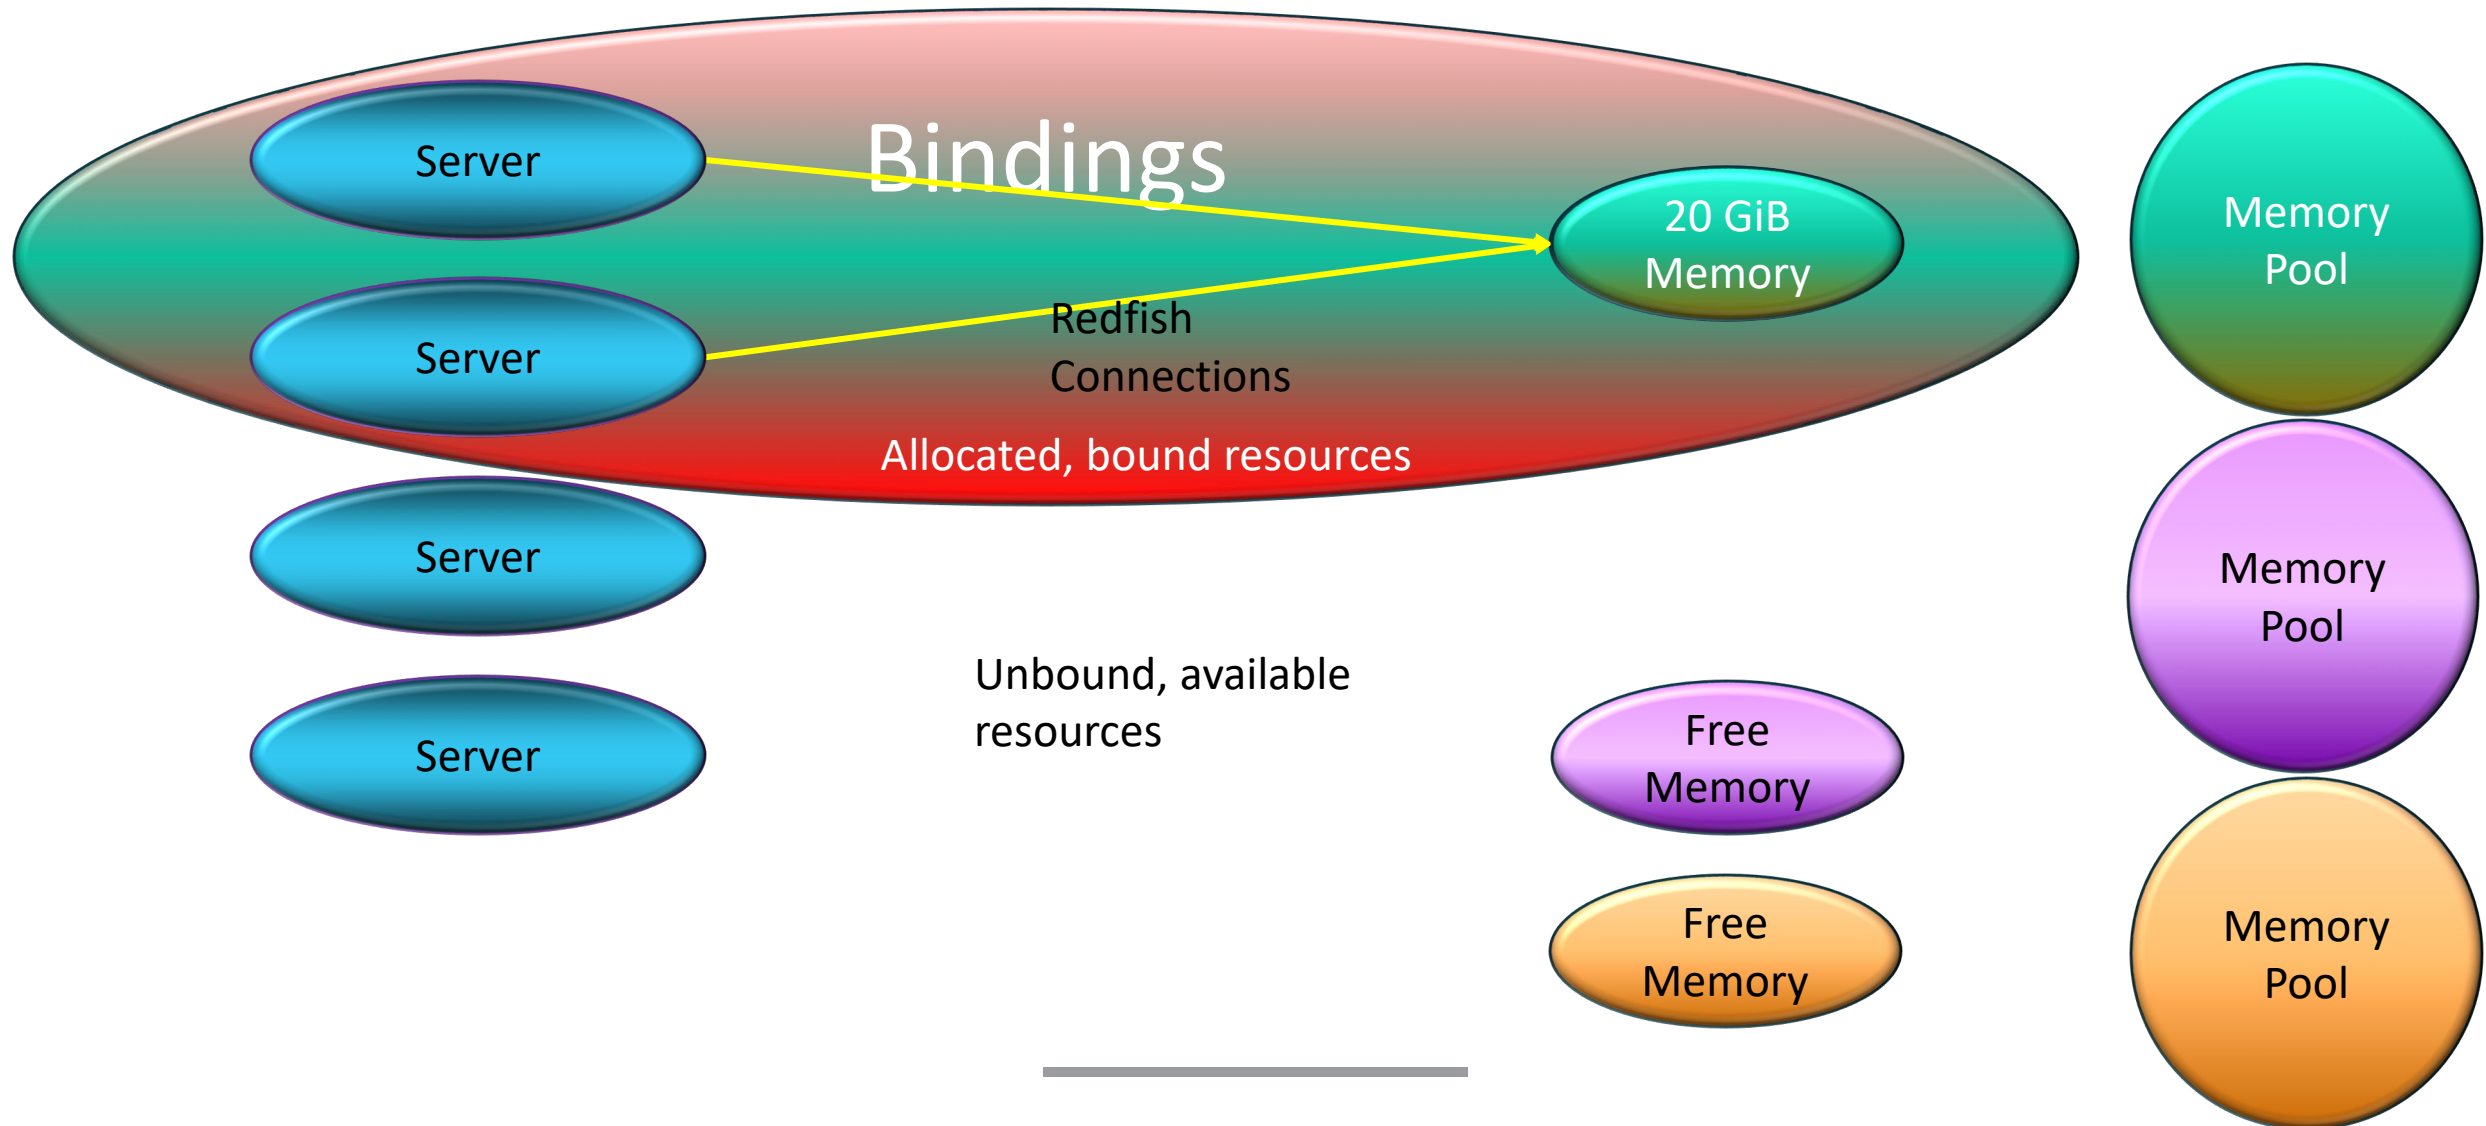 Server
Bindings
20 GiB
Memory
Memory
Pool
Server
Redfish
Connections
Allocated, bound resources
Server
Memory
Pool
Unbound, available
resources
Server
Free
Memory
Free
Memory
Memory
Pool